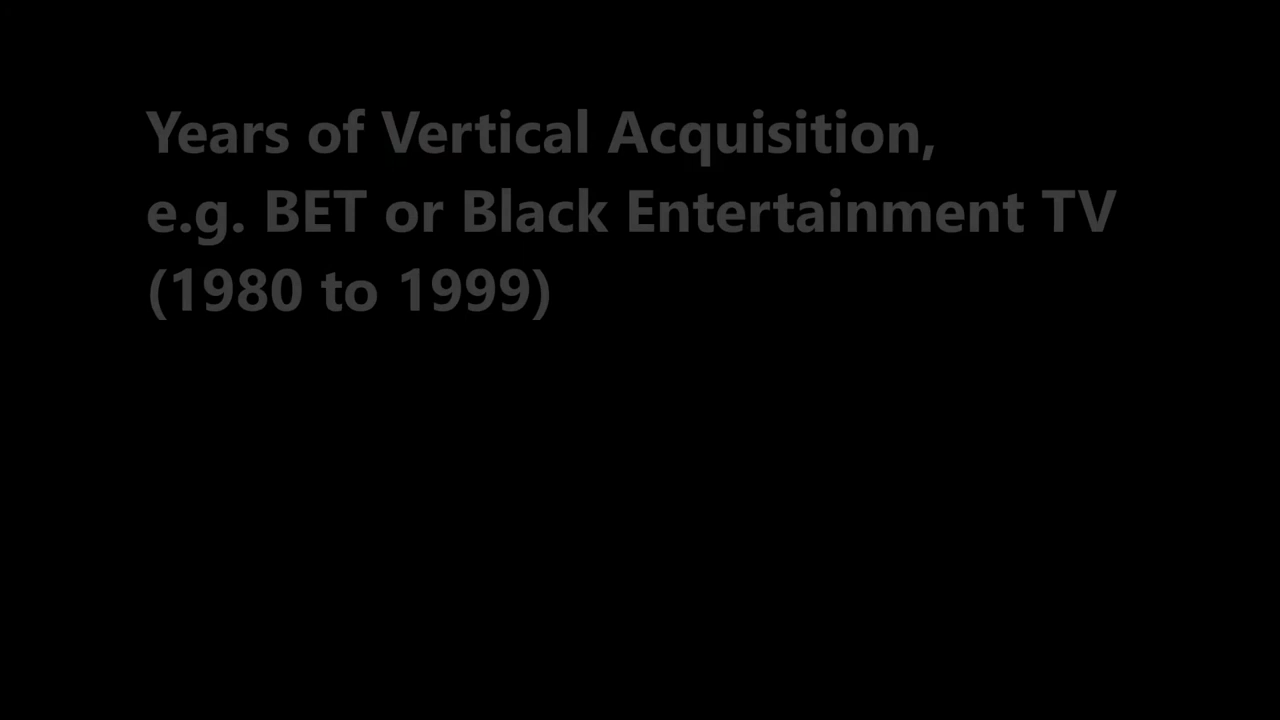 Years of Vertical Acquisition,
e.g. BET or Black Entertainment TV
(1980 to 1999)